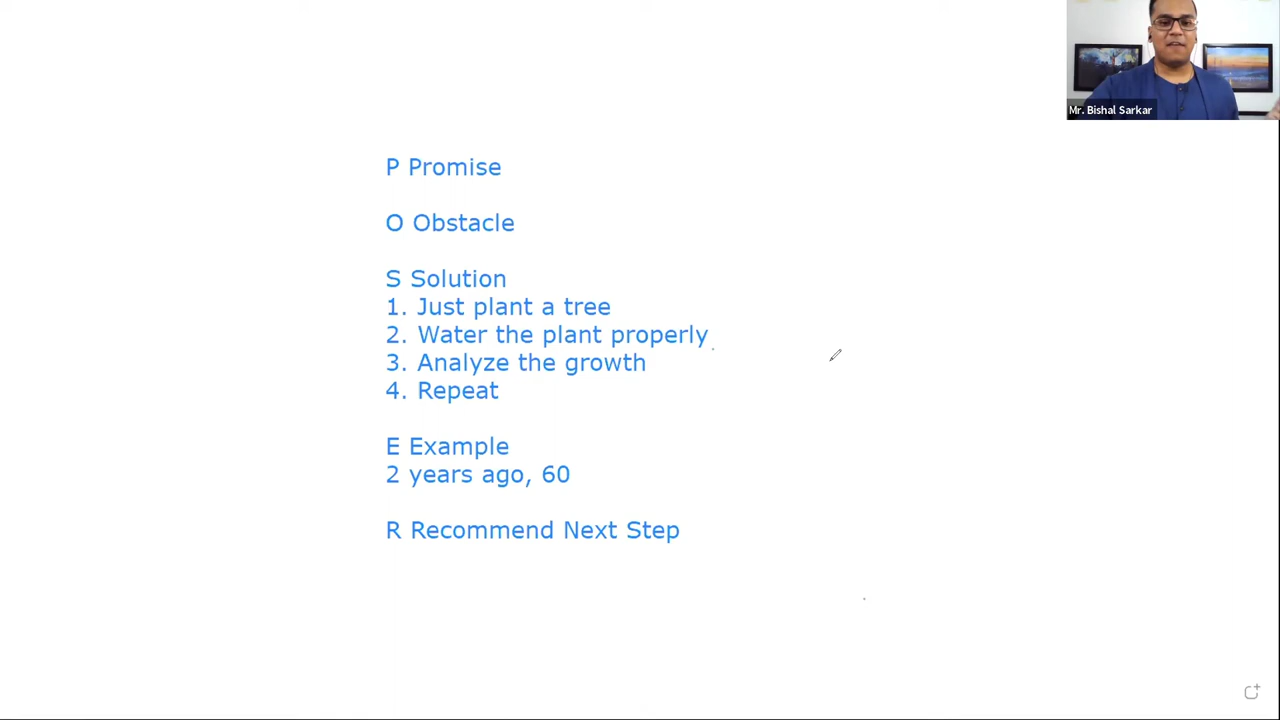 Mr. Bishal Sarkar
P Promise
O Obstacle
S Solution
1. Just plant a tree
2. Water the plant properly
3. Analyze the growth
4. Repeat
E Example
2 years ago, 60
R Recommend Next Step